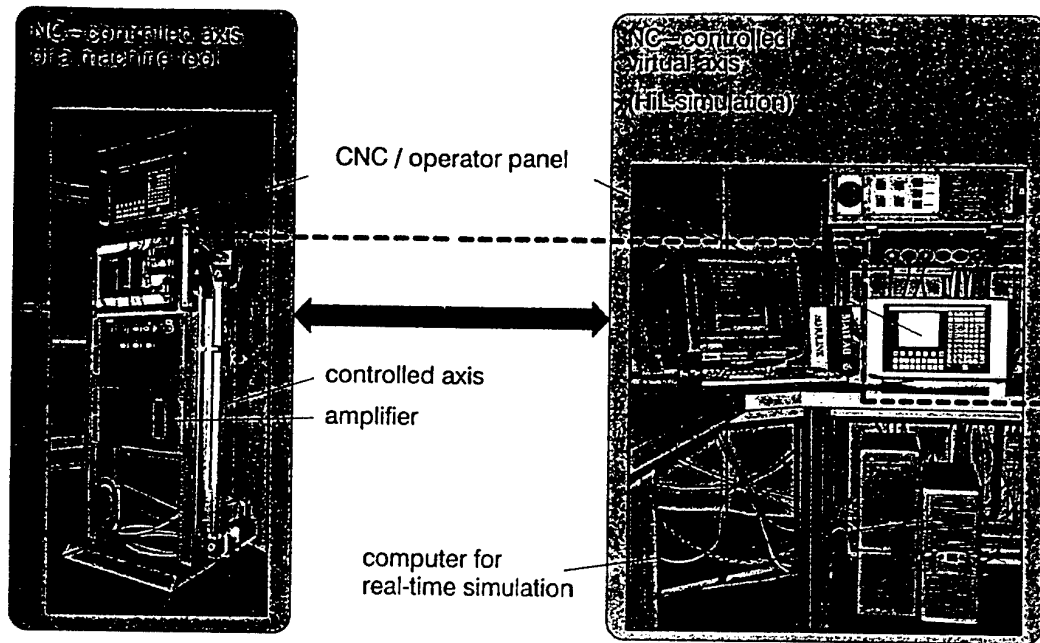 NC-controlled axis
of a machine tool
NC-controlled
virtual axis
(HiL-simulation)
CNC / operator panel
controlled axis
amplifier
computer for
real-time simulation